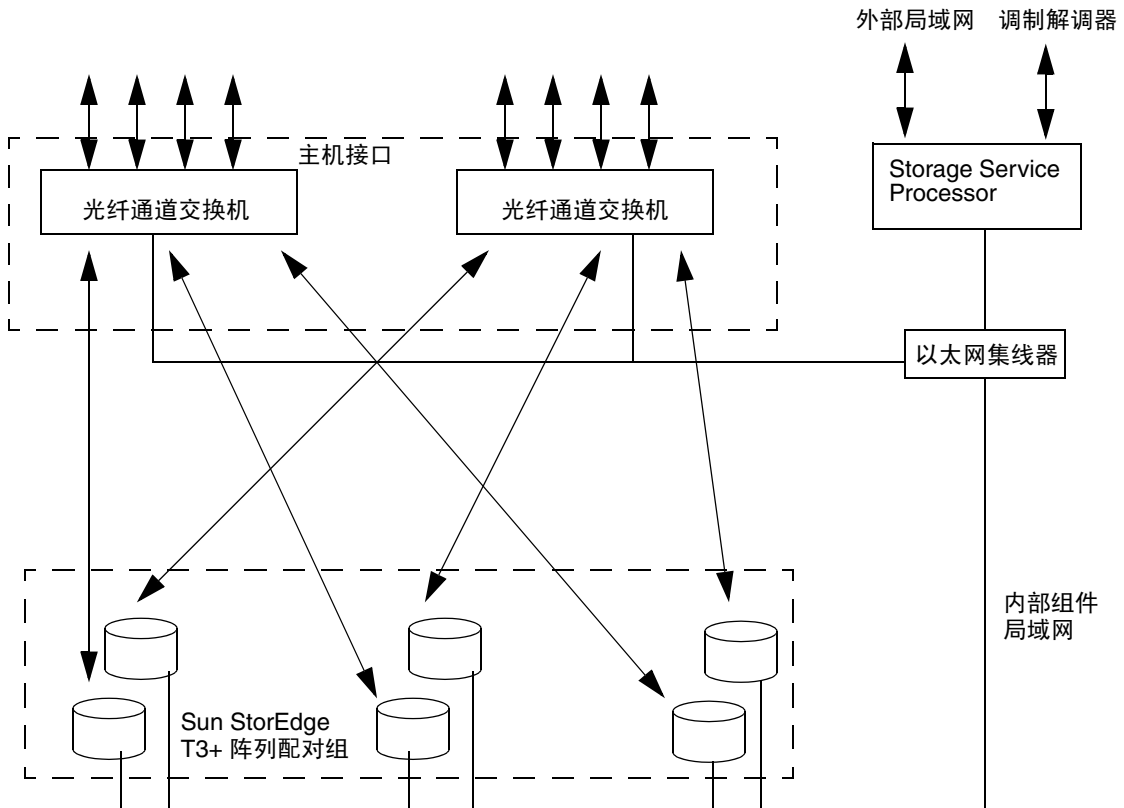 外部局域网
调制解调器
主机接口
光纤通道交换机
光纤通道交换机
Storage Service
Processor
以太网集线器
内部组件
局域网
Sun StorEdge
T3+ 阵列配对组